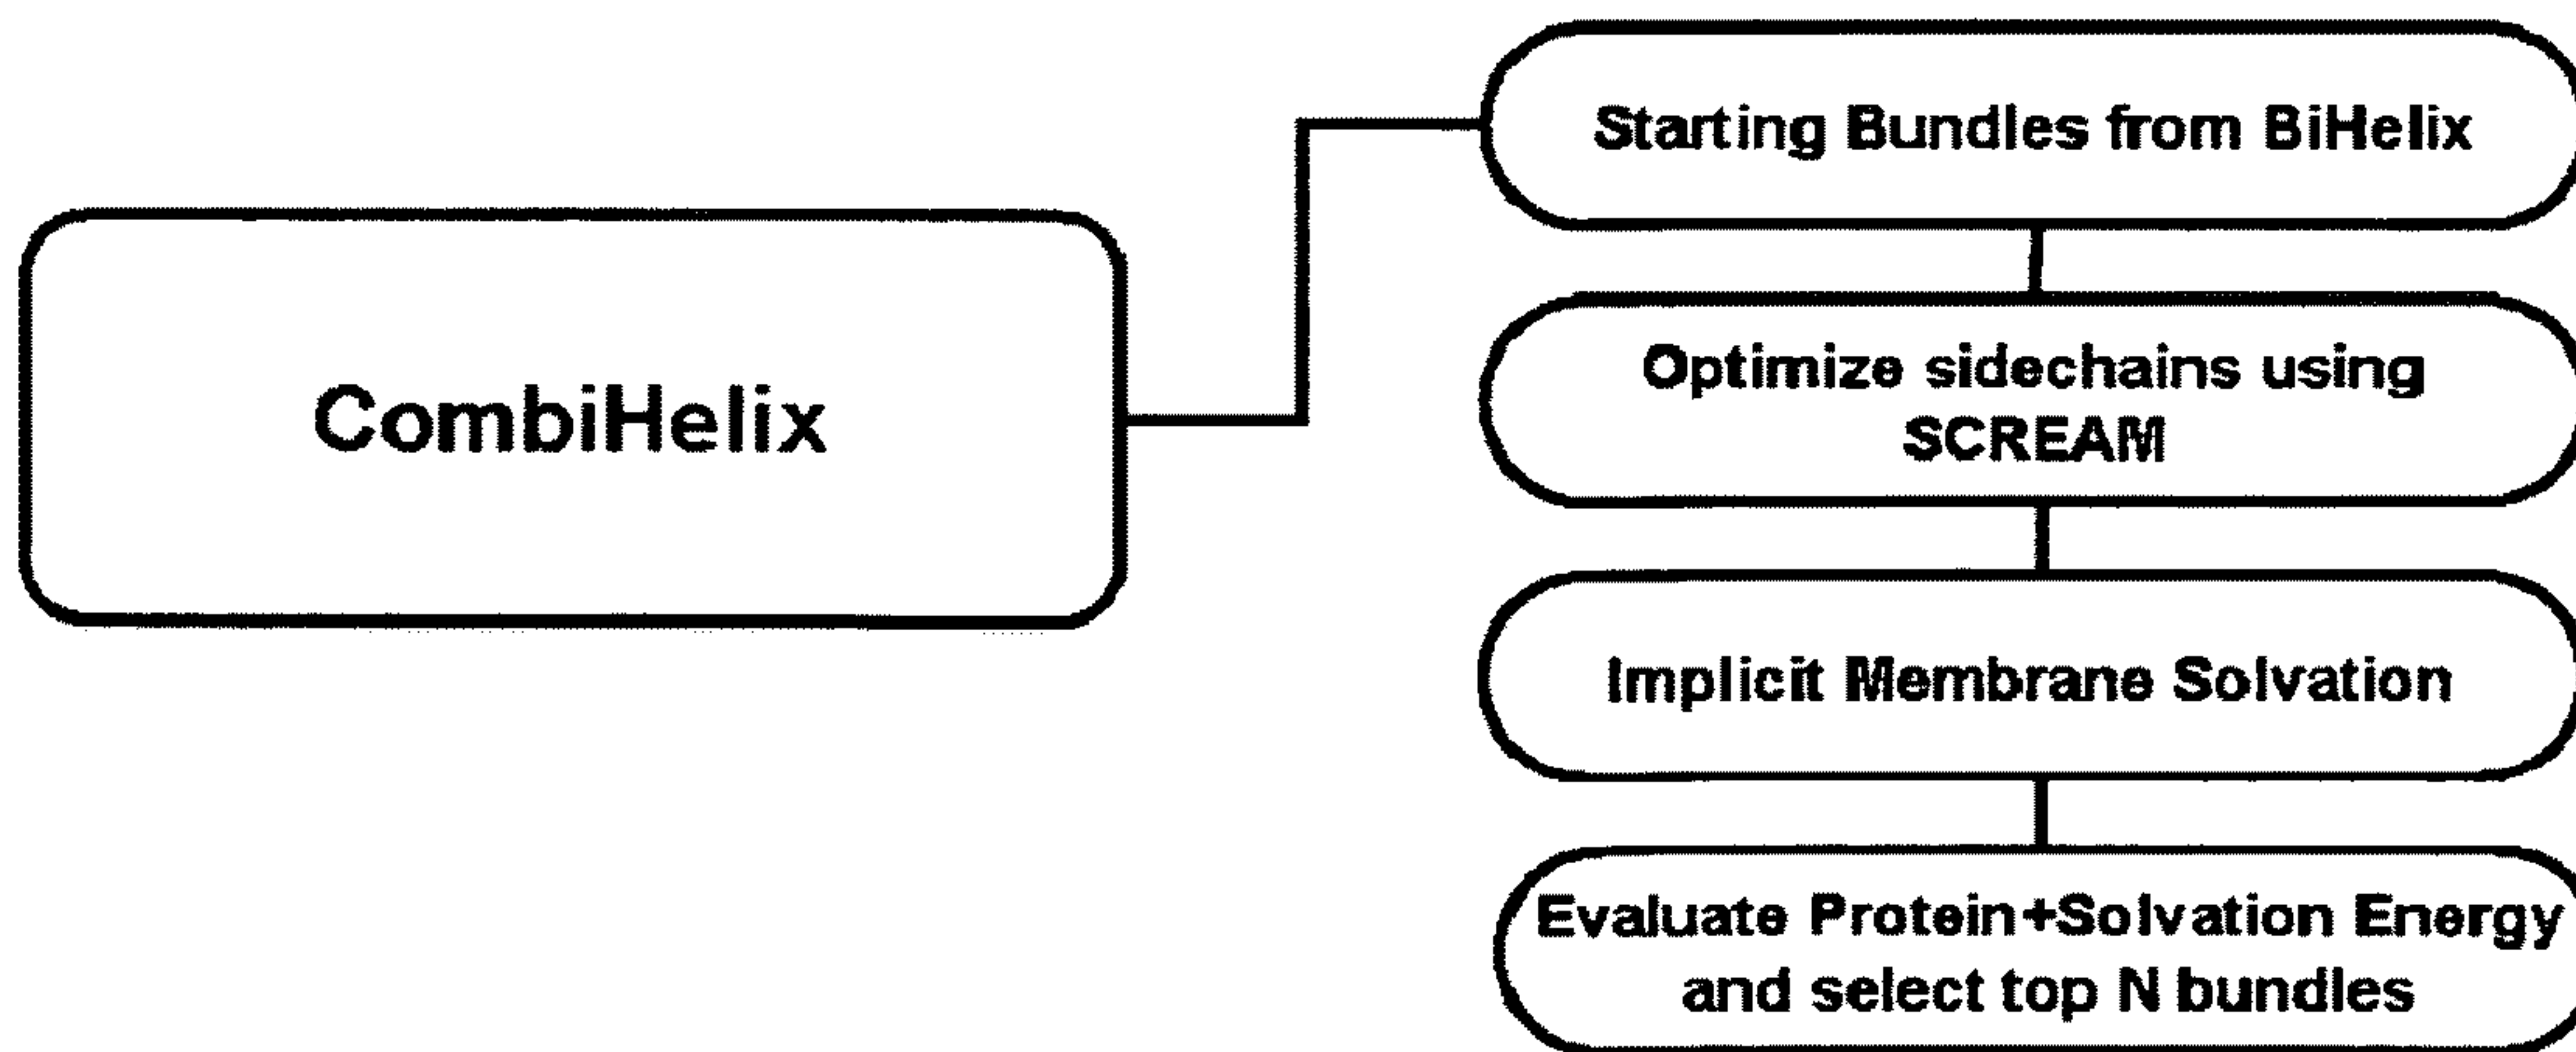 CombiHelix
Starting Bundles from BiHelix
Optimize sidechains using
SCREAM
Implicit Membrane Solvation
Evaluate Protein+Solvation Energy
and select top N bundles